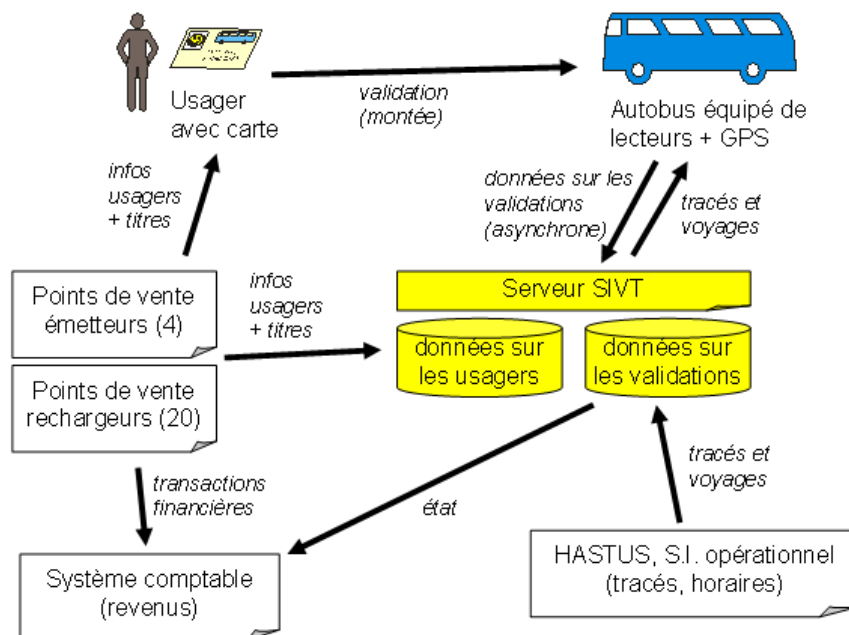 Usager
avec carte
validation
(montée)
Autobus équipé de
lecteurs + GPS
infos
usagers
+ titres
données sur les
validations
(asynchrone)
tracés et
voyages
Points de vente
émetteurs (4)
infos
usagers
+ titres
Serveur SIVT
données sur
les usagers
données sur
les validations
Points de vente
rechargeurs (20)
transactions
financières
état
tracés et
voyages
Système comptable
(revenus)
HASTUS, S.I. opérationnel
(tracés, horaires)